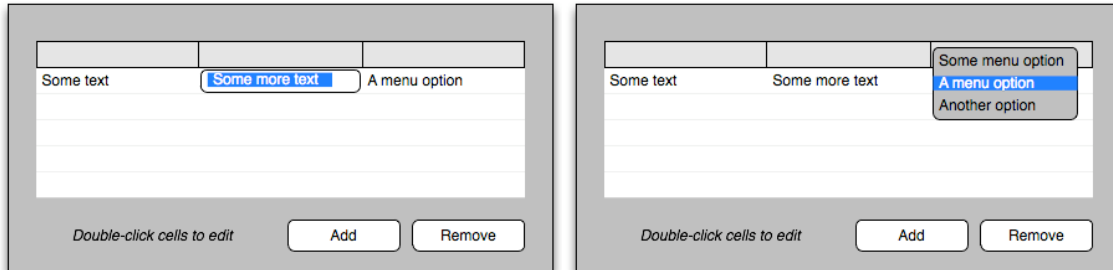 Some text Some more text A menu option
Double-click cells to edit Add Remove
Some menu option
Some text Some more text A menu option
Another option
Double-click cells to edit Add Remove